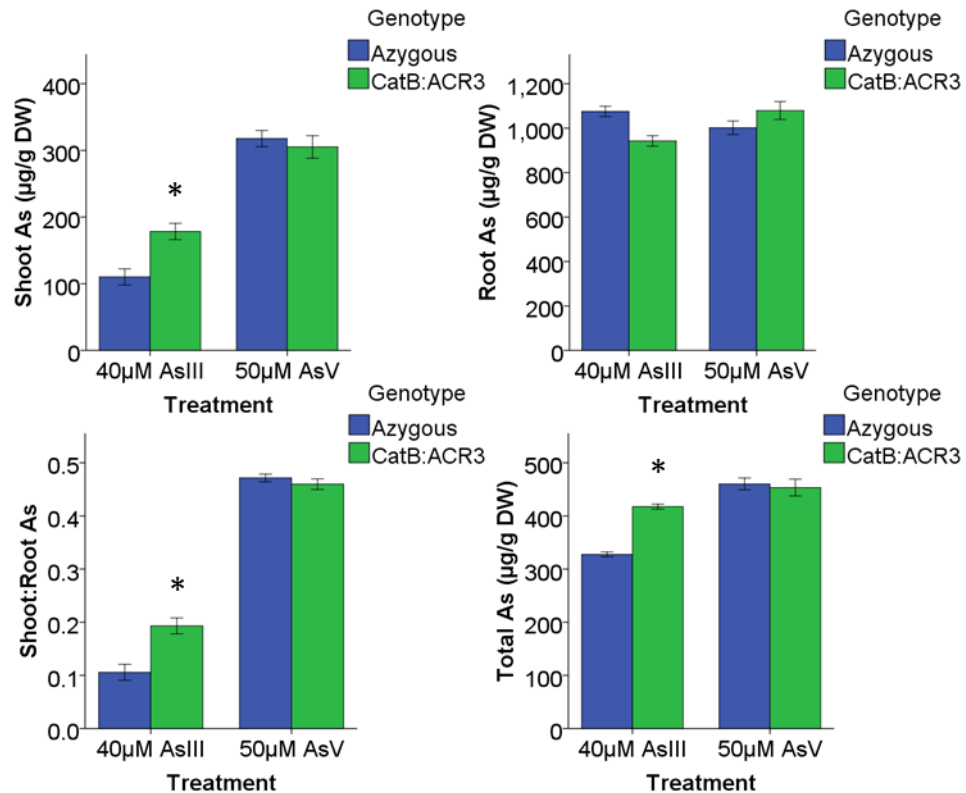 Genotype
Azygous
CatB:ACR3
Shoot As (µg/g DW)
400
300
200
100
0
*
40µM AsIII 50µM AsV
Treatment
Genotype
Azygous
CatB:ACR3
Root As (µg/g DW)
1,200
1,000
800
600
400
200
0
40µM AsIII 50µM AsV
Treatment
Genotype
Azygous
CatB:ACR3
Shoot:Root As
0.5
0.4
0.3
0.2
0.1
0.0
*
40µM AsIII 50µM AsV
Treatment
Genotype
Azygous
CatB:ACR3
Total As (µg/g DW)
500
400
300
200
100
0
*
40µM AsIII 50µM AsV
Treatment